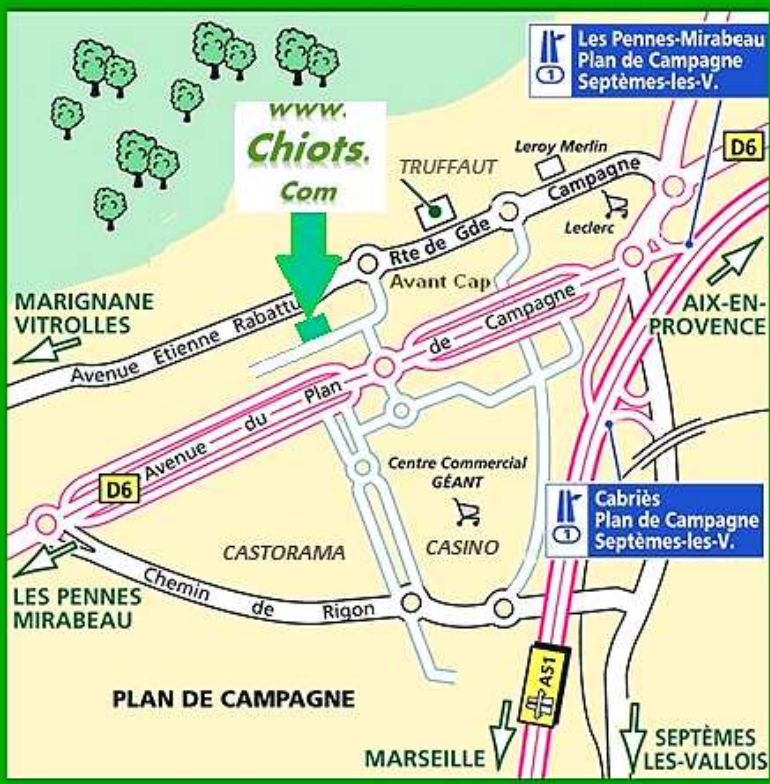 Les Pennes-Mirabeau
Plan de Campagne
Septèmes-les-V.
1
www.
Chiots.
Com
D6
Leroy Merlin
TRUFFAUT
Rte de Gde Campagne
Leclerc
Avant Cap
MARIGNANE
VITROLLES
AIX-EN-
PROVENCE
Avenue Etienne Rabattu
Avenue du Plan de Campagne
D6
Centre Commercial
GÉANT
CASINO
Cabriès
Plan de Campagne
Septèmes-les-V.
1
CASTORAMA
LES PENNES
MIRABEAU
Chemin de Rigon
A51
PLAN DE CAMPAGNE
MARSEILLE
SEPTÈMES
LES-VALLOIS